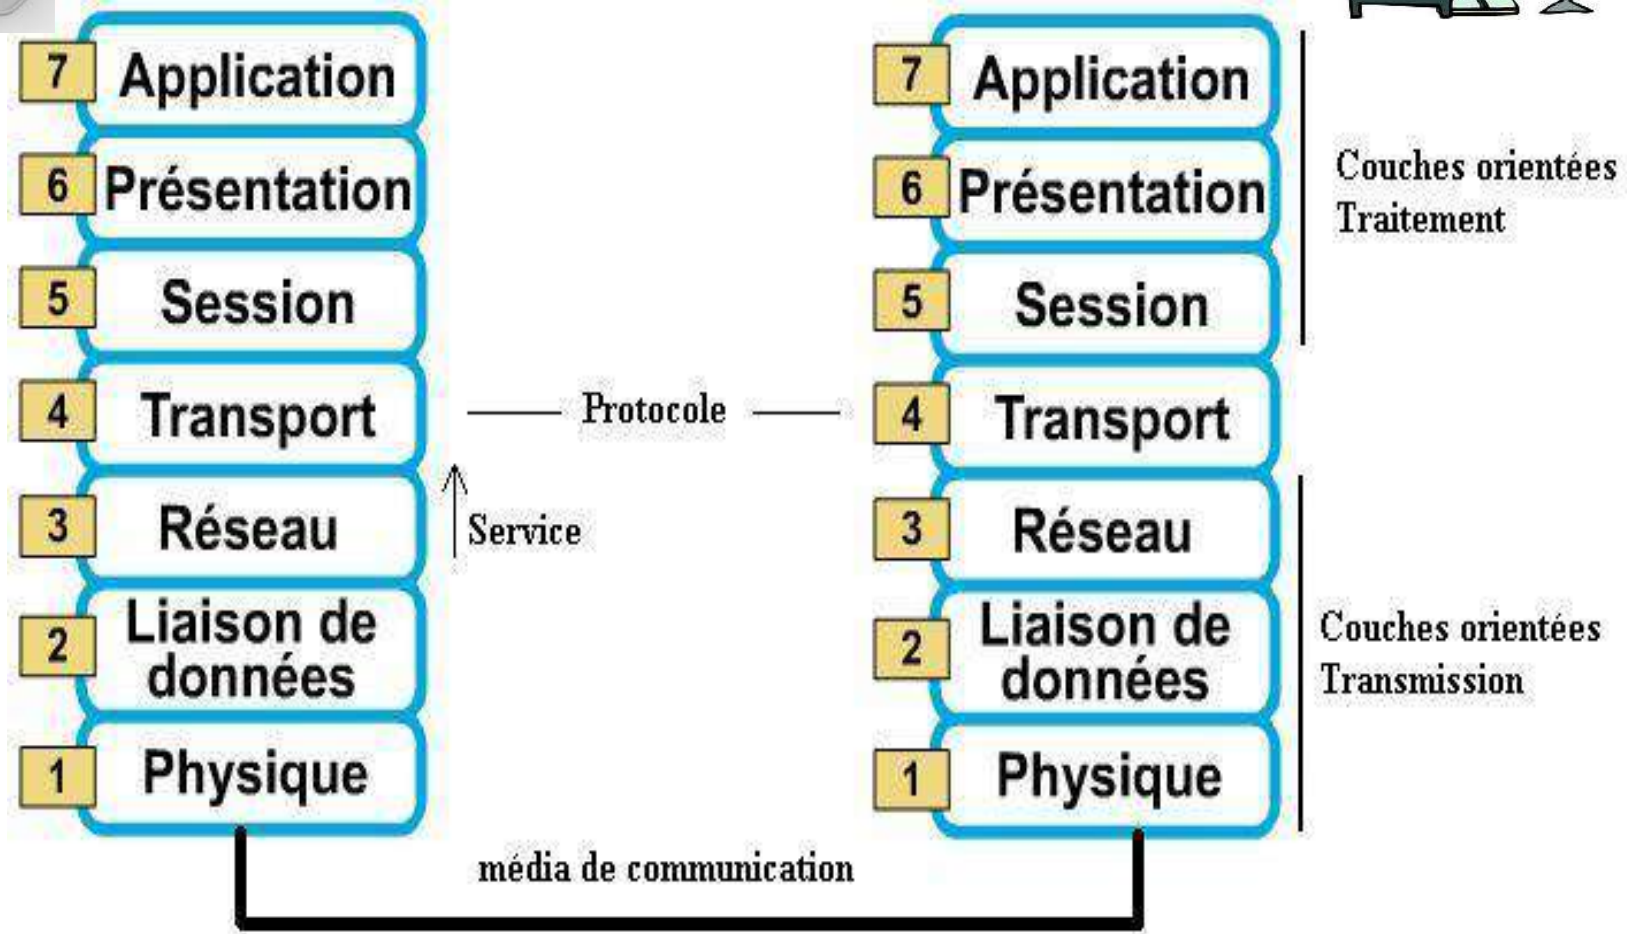 7 Application
6 Présentation
5 Session
4 Transport
3 Réseau
2 Liaison de
données
1 Physique
Protocole
Service
média de communication
7 Application
6 Présentation
5 Session
4 Transport
3 Réseau
2 Liaison de
données
1 Physique
Couches orientées
Traitement
Couches orientées
Transmission